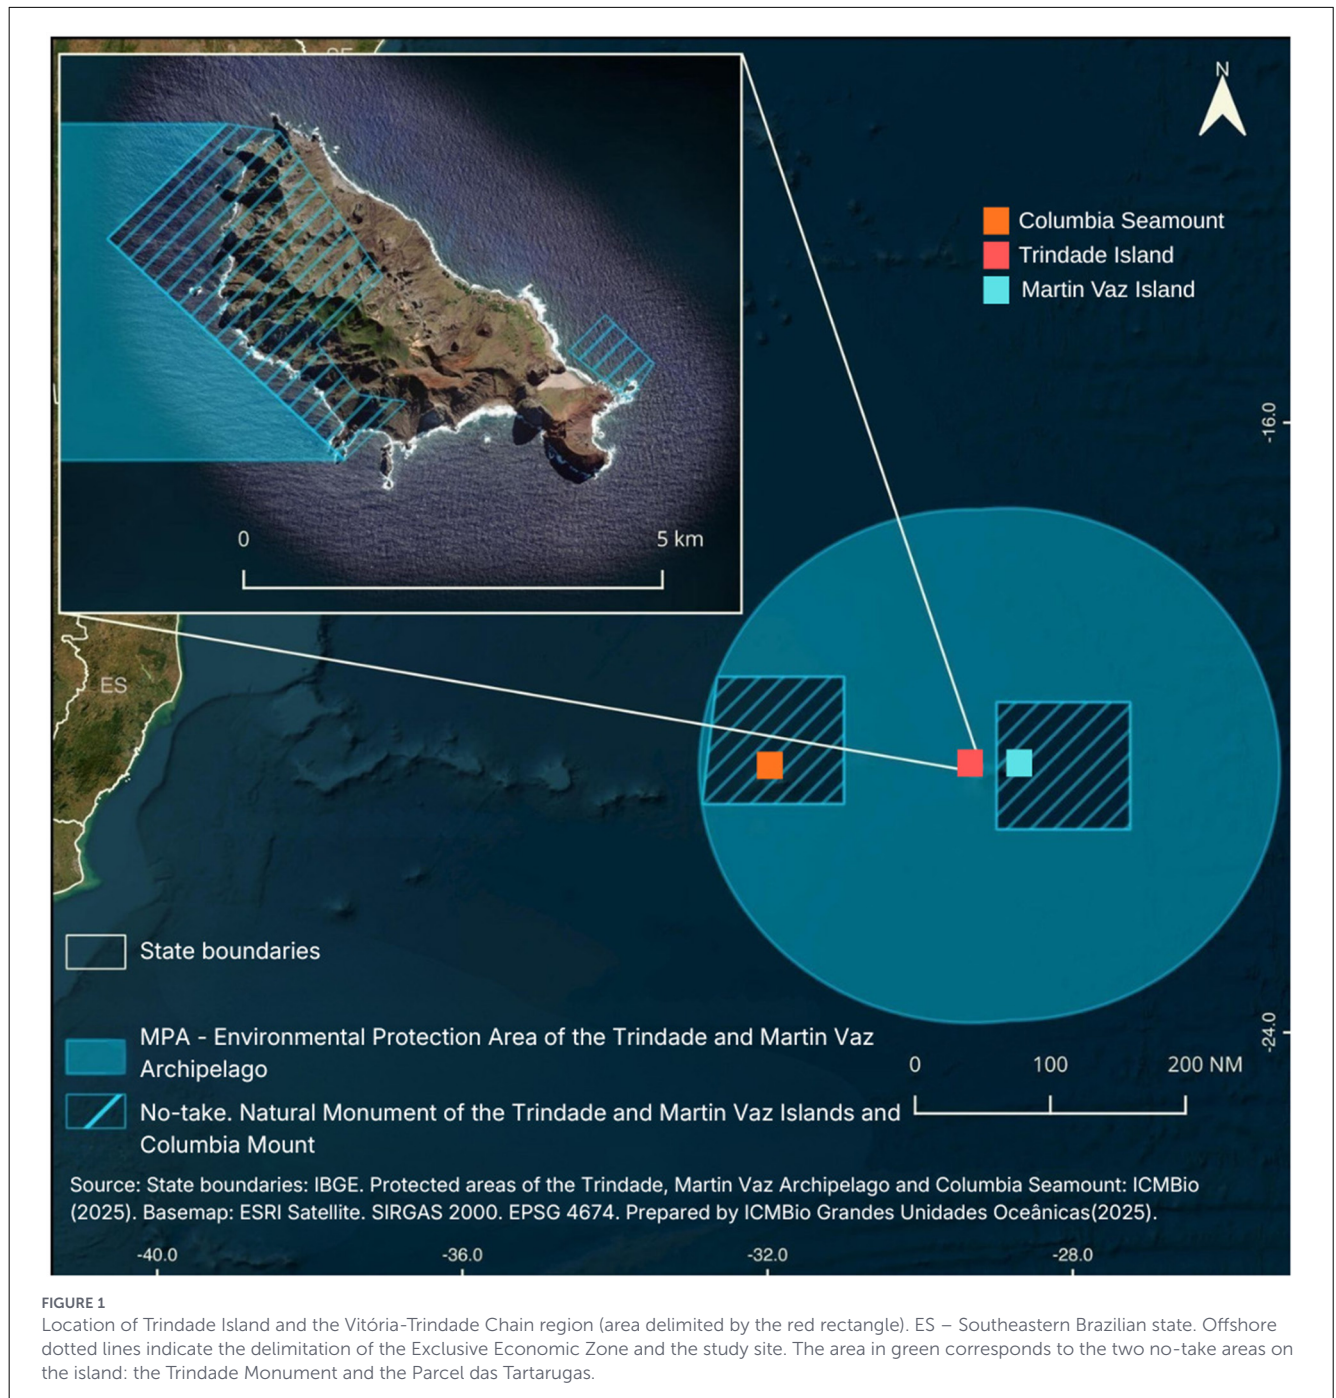 N
Columbia Seamount
Trindade Island
Martin Vaz Island
0 5 km
-16.0
ES
State boundaries
-24.0
MPA - Environmental Protection Area of the Trindade and Martin Vaz
Archipelago
0 100 200 NM
No-take. Natural Monument of the Trindade and Martin Vaz Islands and
Columbia Mount
Source: State boundaries: IBGE. Protected areas of the Trindade, Martin Vaz Archipelago and Columbia Seamount: ICMBio
(2025). Basemap: ESRI Satellite. SIRGAS 2000. EPSG 4674. Prepared by ICMBio Grandes Unidades Oceânicas(2025).
-40.0 -36.0 -32.0 -28.0
FIGURE 1
Location of Trindade Island and the Vitória-Trindade Chain region (area delimited by the red rectangle). ES – Southeastern Brazilian state. Offshore
dotted lines indicate the delimitation of the Exclusive Economic Zone and the study site. The area in green corresponds to the two no-take areas on
the island: the Trindade Monument and the Parcel das Tartarugas.